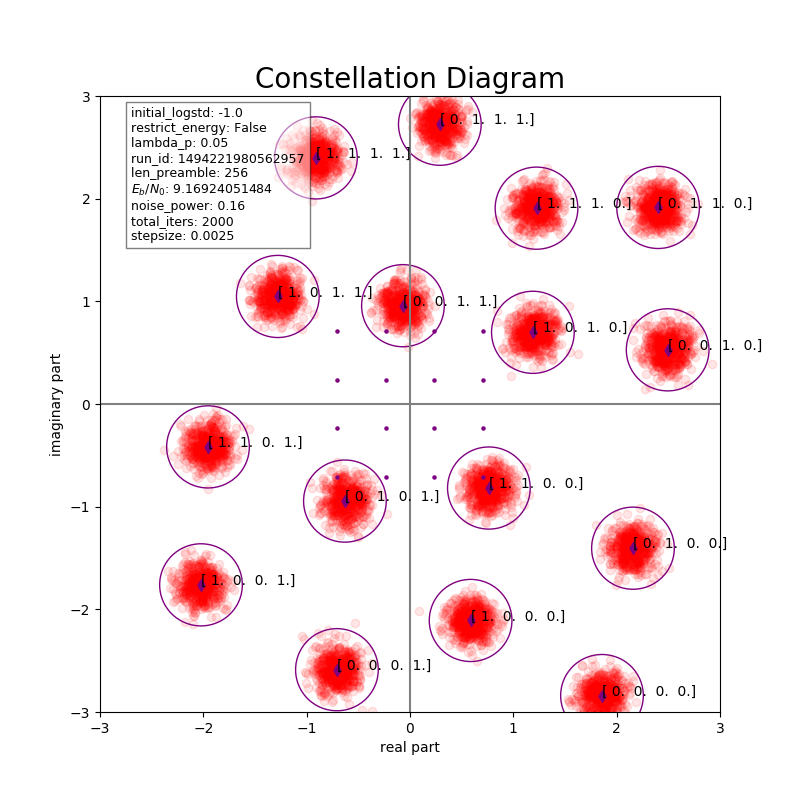 Constellation Diagram
initial_logstd: -1.0
restrict_energy: False
lambda_p: 0.05
run_id: 1494221980562957
len_preamble: 256
E_b/N_0: 9.16924051484
noise_power: 0.16
total_iters: 2000
stepsize: 0.0025
[ 0. 1. 1. 1.]
[ 1. 1. 1. 1.]
[ 1. 1. 1. 0.]
[ 0. 1. 1. 0.]
[ 1. 0. 1. 1.]
[ 0. 0. 1. 1.]
[ 1. 0. 1. 0.]
[ 0. 0. 1. 0.]
[ 1. 1. 0. 1.]
[ 0. 1. 0. 1.]
[ 1. 1. 0. 0.]
[ 0. 1. 0. 0.]
[ 1. 0. 0. 1.]
[ 1. 0. 0. 0.]
[ 0. 0. 0. 1.]
[ 0. 0. 0. 0.]
3
2
1
0
−1
−2
−3
imaginary part
−3 −2 −1 0 1 2 3
real part